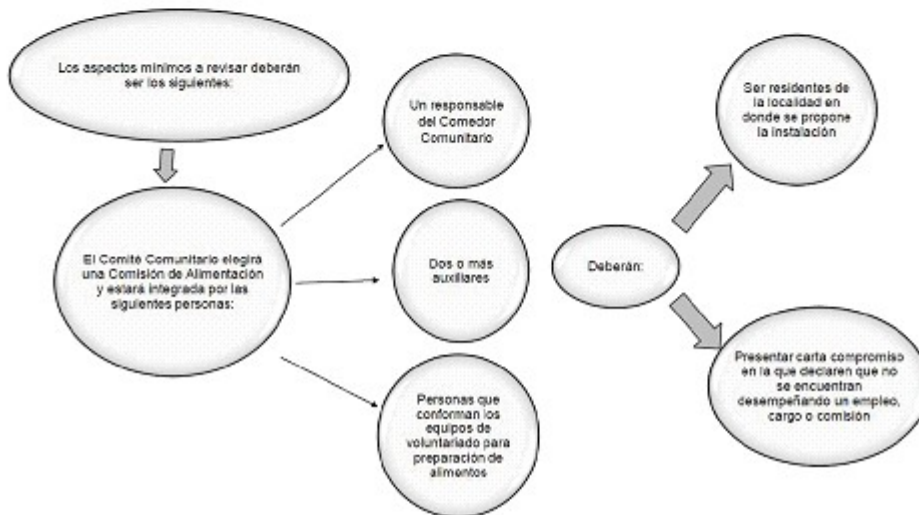 Los aspectos mínimos a revisar deberán
ser los siguientes:
El Comité Comunitario elegirá
una Comisión de Alimentación
y estará integrada por las
siguientes personas:
Un responsable
del Comedor
Comunitario
Dos o más
auxiliares
Personas que
conforman los
equipos de
voluntariado para
preparación de
alimentos
Deberán:
Ser residentes de
la localidad en
donde se propone
la instalación
Presentar carta compromiso
en la que declaren que no
se encuentran
desempeñando un empleo,
cargo o comisión